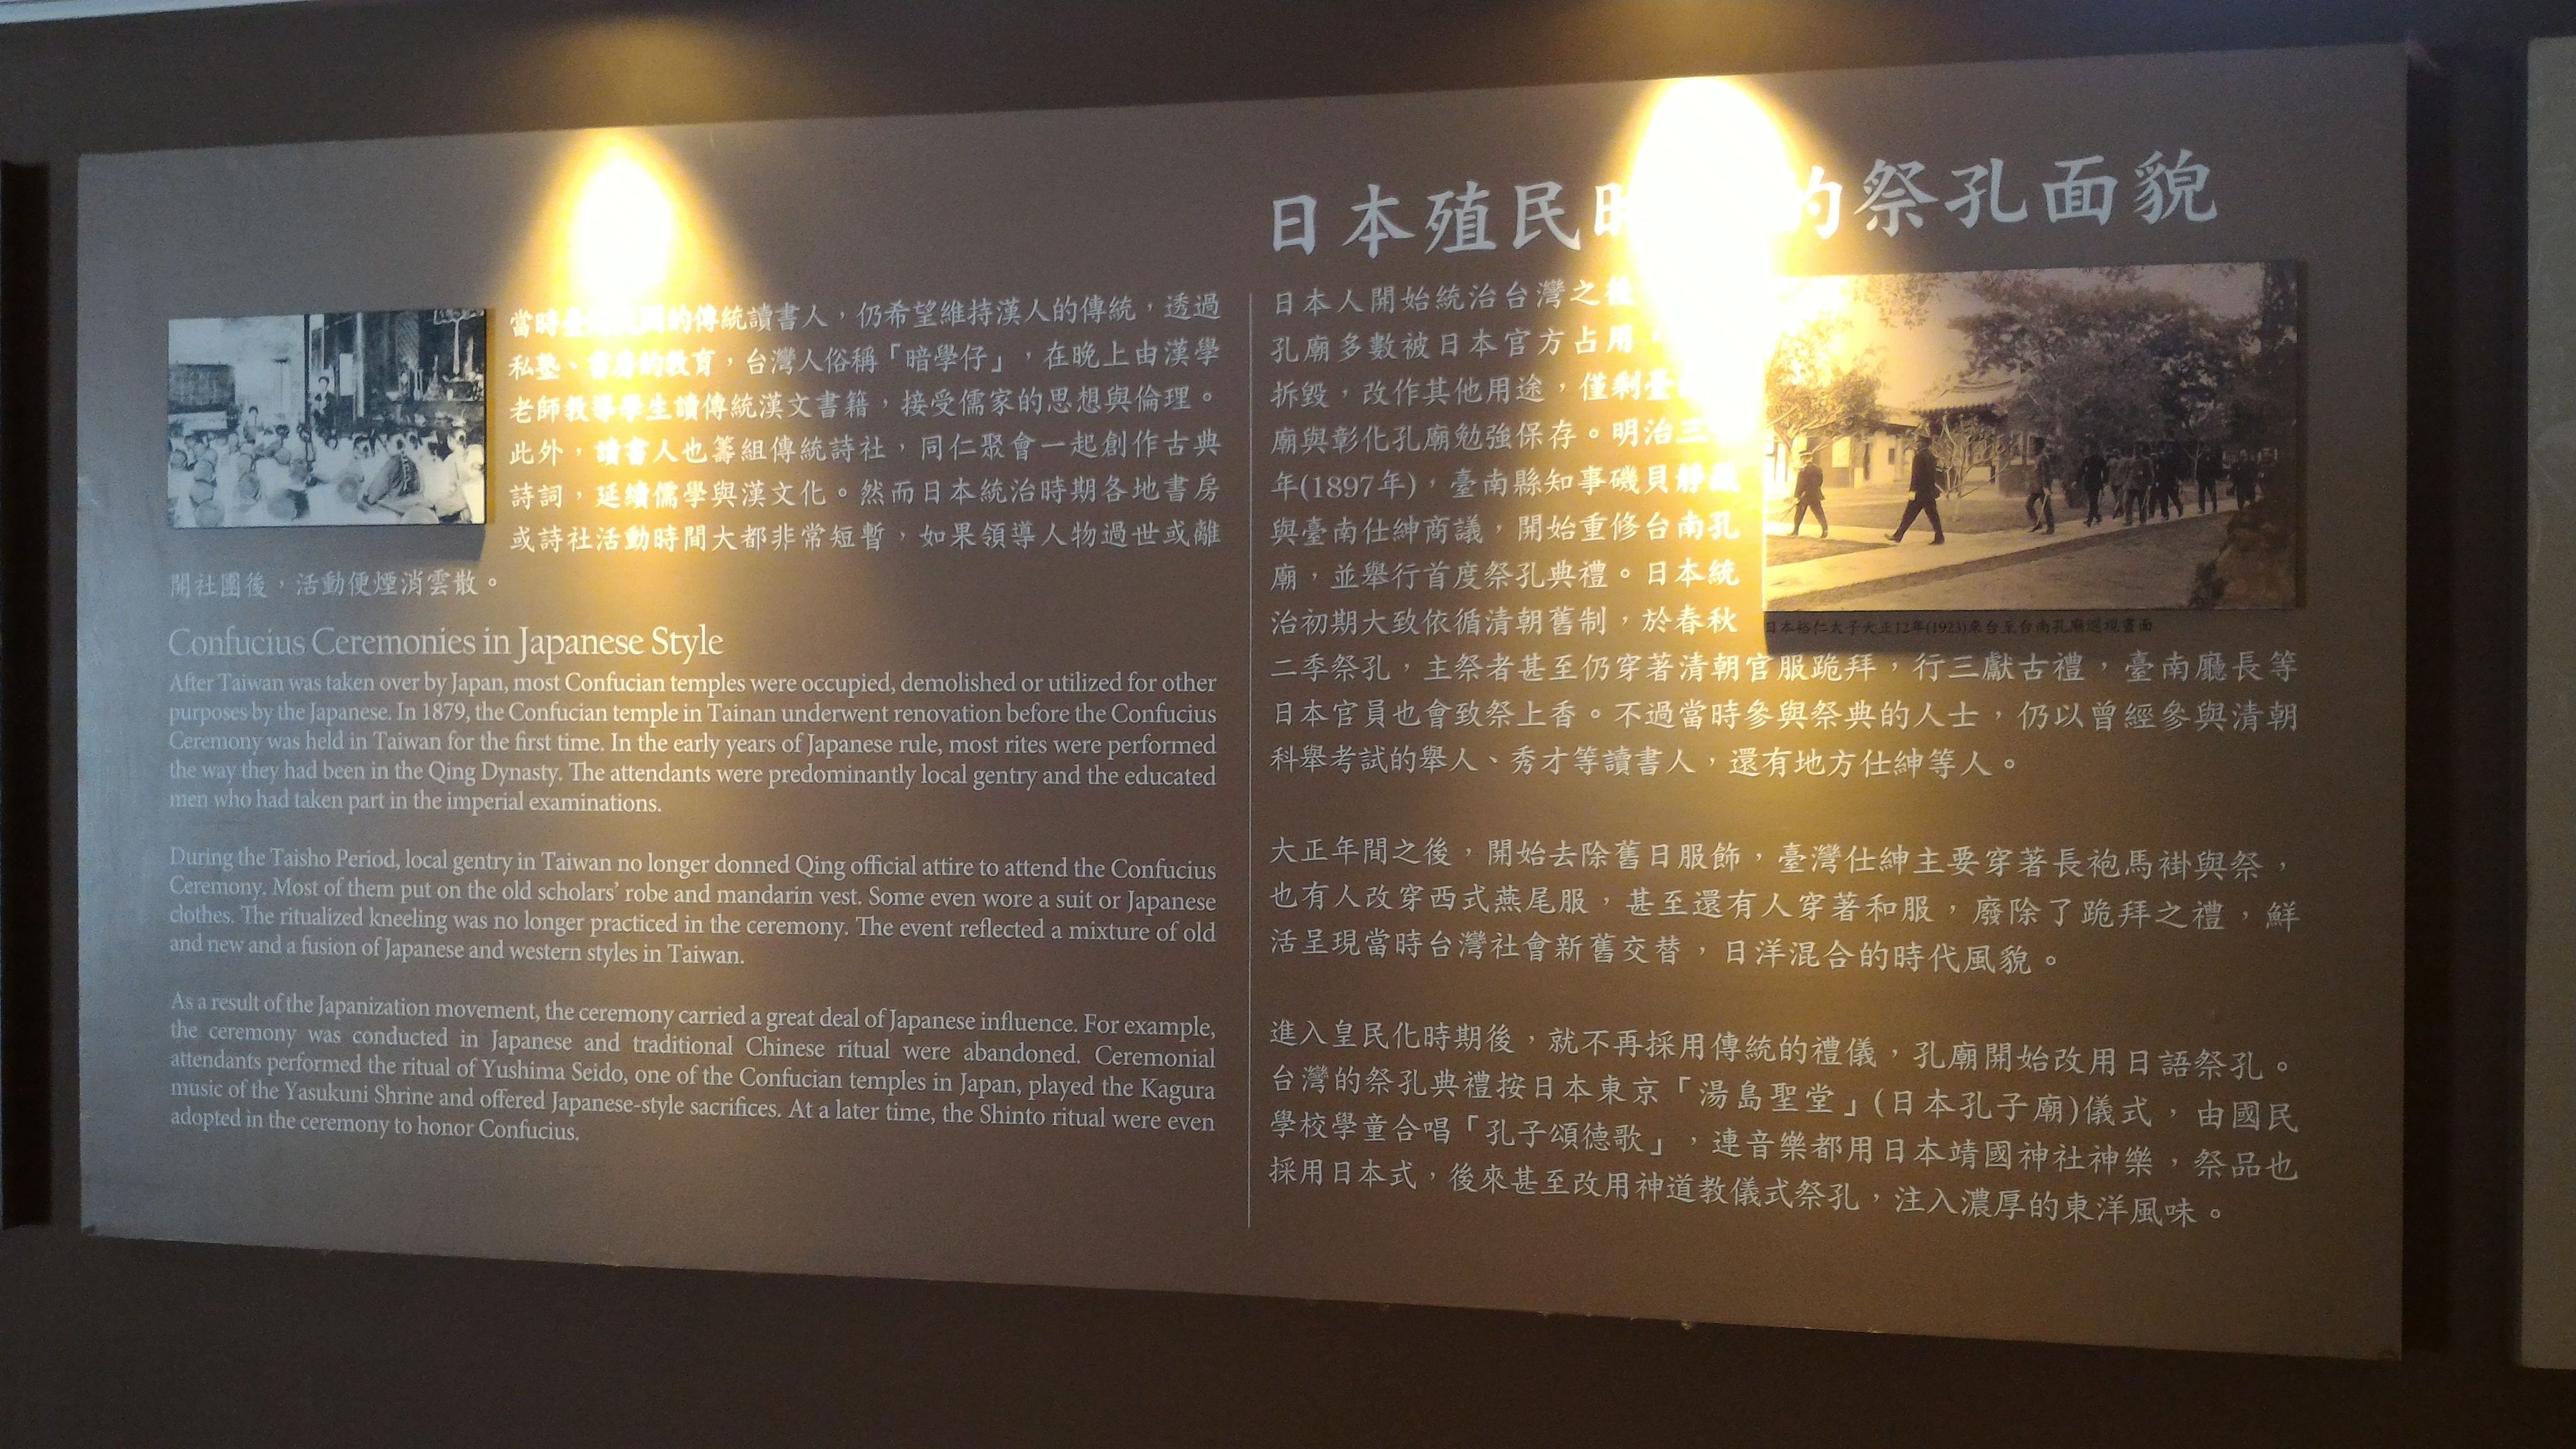 日本殖民 的祭孔面貌
日本人開始統治台灣之
孔廟多數被日本官方占用
拆毀，改作其他用途，僅剩臺
廟與彰化孔廟勉強保存。明治三
年(1897年)，臺南縣知事磯貝靜
與臺南仕紳商議，開始重修台南孔
廟，並舉行首度祭孔典禮。日本統
治初期大致依循清朝舊制，於春秋
二季祭孔，主祭者甚至仍穿著清朝官服跪拜，行三獻古禮，臺南廳長等
日本官員也會致祭上香。不過當時參與祭典的人士，仍以曾經參與清朝
科舉考試的舉人、秀才等讀書人，還有地方仕紳等人。
日本裕仁太子大正12年(1923)來台至台南孔廟巡視畫面
大正年間之後，開始去除舊日服飾，臺灣仕紳主要穿著長袍馬褂與祭，
也有人改穿西式燕尾服，甚至還有人穿著和服，廢除了跪拜之禮，鮮
活呈現當時台灣社會新舊交替，日洋混合的時代風貌。
進入皇民化時期後，就不再採用傳統的禮儀，孔廟開始改用日語祭孔。
台灣的祭孔典禮按日本東京「湯島聖堂」(日本孔子廟)儀式，由國民
學校學童合唱「孔子頌德歌」，連音樂都用日本靖國神社神樂，祭品也
採用日本式，後來甚至改用神道教儀式祭孔，注入濃厚的東洋風味。
當時 的傳統讀書人，仍希望維持漢人的傳統，透過
私塾、書房的教育，台灣人俗稱「暗學仔」，在晚上由漢學
老師教導學生讀傳統漢文書籍，接受儒家的思想與倫理。
此外，讀書人也籌組傳統詩社，同仁聚會一起創作古典
詩詞，延續儒學與漢文化。然而日本統治時期各地書房
或詩社活動時間大都非常短暫，如果領導人物過世或離
開社團後，活動便煙消雲散。
Confucius Ceremonies in Japanese Style
After Taiwan was taken over by Japan, most Confucian temples were occupied, demolished or utilized for other
purposes by the Japanese. In 1879, the Confucian temple in Tainan underwent renovation before the Confucius
Ceremony was held in Taiwan for the first time. In the early years of Japanese rule, most rites were performed
the way they had been in the Qing Dynasty. The attendants were predominantly local gentry and the educated
men who had taken part in the imperial examinations.
During the Taisho Period, local gentry in Taiwan no longer donned Qing official attire to attend the Confucius
Ceremony. Most of them put on the old scholars’ robe and mandarin vest. Some even wore a suit or Japanese
clothes. The ritualized kneeling was no longer practiced in the ceremony. The event reflected a mixture of old
and new and a fusion of Japanese and western styles in Taiwan.
As a result of the Japanization movement, the ceremony carried a great deal of Japanese influence. For example,
the ceremony was conducted in Japanese and traditional Chinese ritual were abandoned. Ceremonial
attendants performed the ritual of Yushima Seido, one of the Confucian temples in Japan, played the Kagura
music of the Yasukuni Shrine and offered Japanese-style sacrifices. At a later time, the Shinto ritual were even
adopted in the ceremony to honor Confucius.